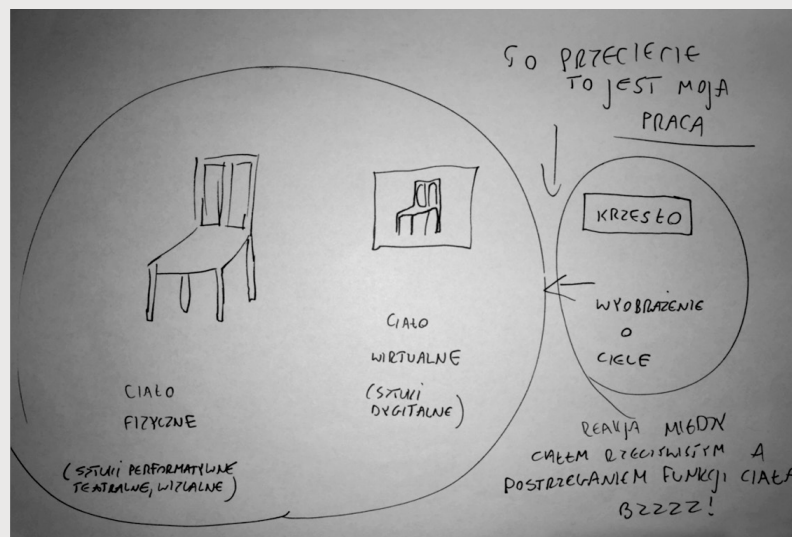 TO PRZECIECIE
TO JEST MOJA
PRACA
KRZESŁO
WYOBRAŻENIE
O
CIELE
CIAŁO
WIRTUALNE
(SZTUKI
DYGITALNE)
CIAŁO
FIZYCZNE
(SZTUKI PERFORMATYWNE
TEATRALNE, WIZUALNE)
REAKCJA MIĘDZY
CIAŁEM RZECZYWISTYM A
POSTRZEGANIEM FUNKCJI CIAŁA
BZZZZ!